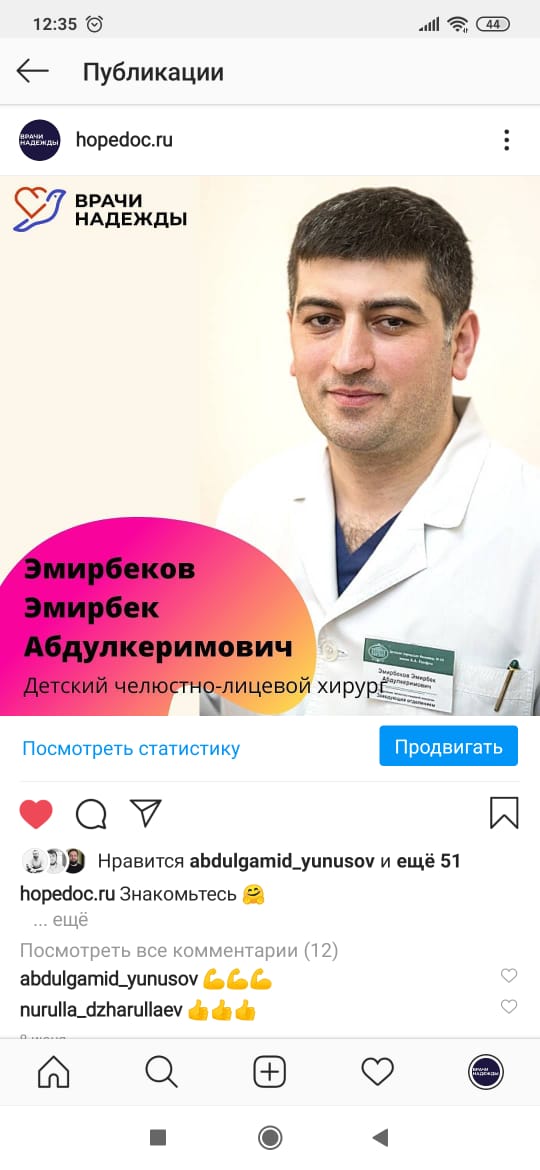 12:35
44
Публикации
ВРАЧИ
НАДЕЖДЫ
hopedoc.ru
ВРАЧИ
НАДЕЖДЫ
Эмирбеков
Эмирбек
Абдулкеримович
Детский челюстно-лицевой хирург
Эмирбеков Эмирбек
Абдулкеримович
Заведующий отделением
Посмотреть статистику
Продвигать
Нравится abdulgamid_yunusov и ещё 51
hopedoc.ru Знакомьтесь 🤗
... ещё
Посмотреть все комментарии (12)
abdulgamid_yunusov 💪💪💪
nurulla_dzharullaev 👍👍👍
ВРАЧИ
НАДЕЖДЫ